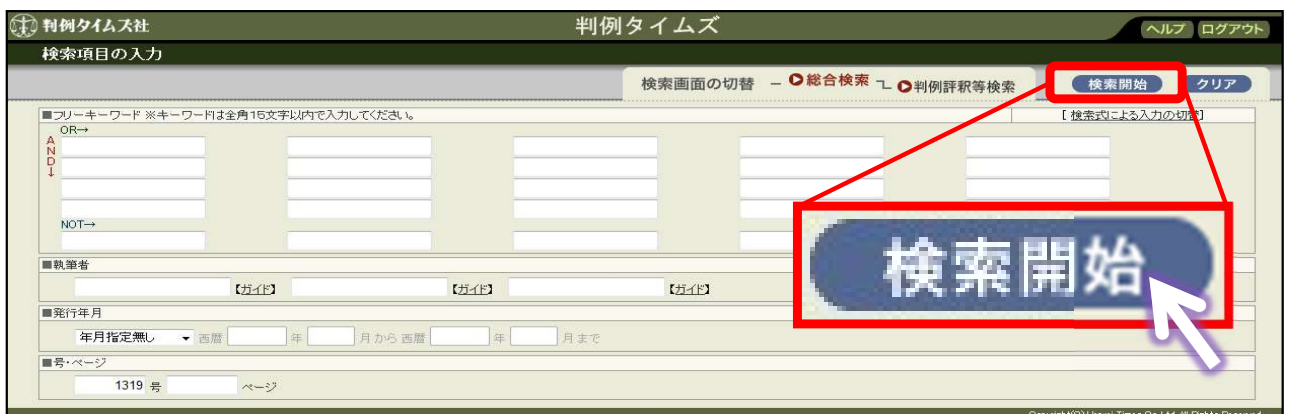 判例タイムズ社
判例タイムズ
ヘルプ ログアウト
検索項目の入力
検索画面の切替 総合検索 判例評釈等検索 検索開始 クリア
■フリーキーワード ※キーワードは全角15文字以内で入力してください。 [ 検索式による入力の切替]
OR→
AND↓
NOT→
検索開始
■執筆者
【ガイド】 【ガイド】 【ガイド】
■発行年月
年月指定無し 西暦 年 月から 西暦 年 月まで
■号・ページ
1319 号 ページ